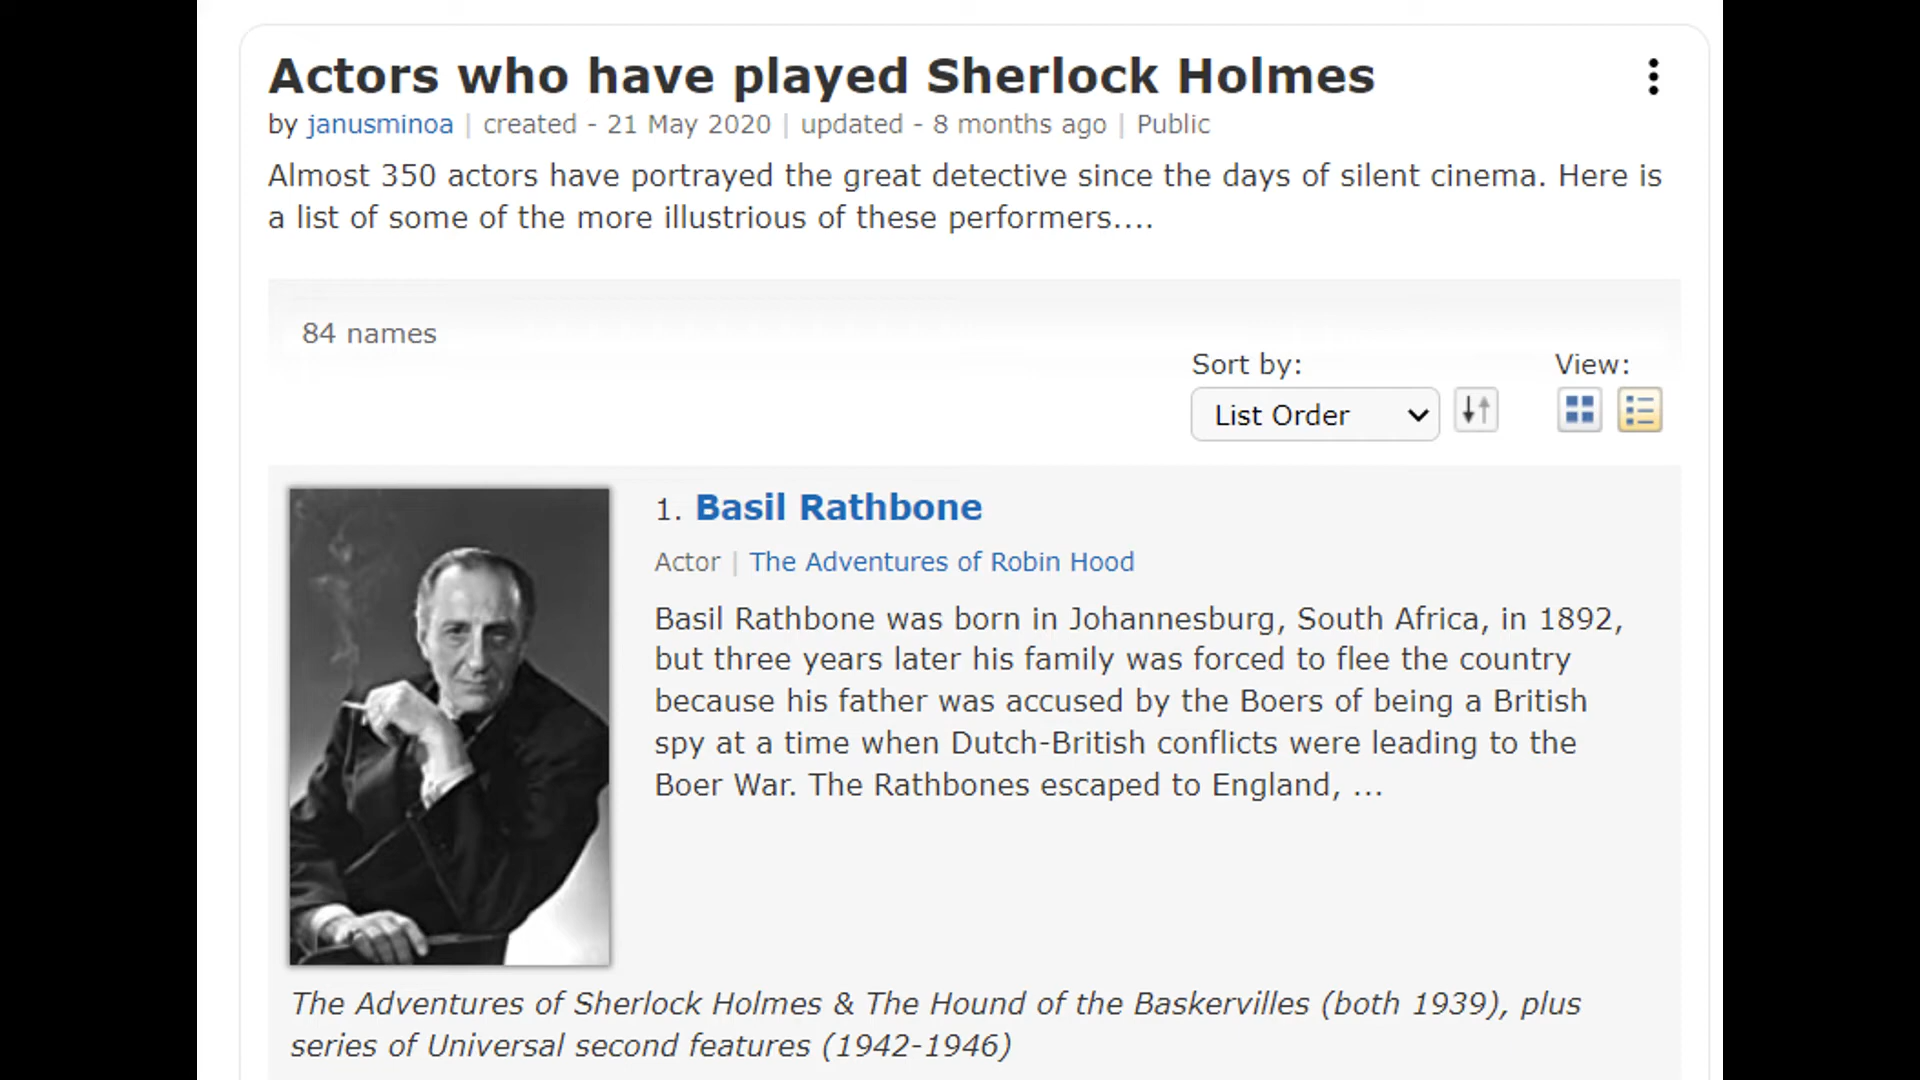 Actors who have played Sherlock Holmes
by janusminoa | created - 21 May 2020 | updated - 8 months ago | Public
Almost 350 actors have portrayed the great detective since the days of silent cinema. Here is
a list of some of the more illustrious of these performers....
84 names
Sort by:
View:
List Order
1. Basil Rathbone
Actor | The Adventures of Robin Hood
Basil Rathbone was born in Johannesburg, South Africa, in 1892,
but three years later his family was forced to flee the country
because his father was accused by the Boers of being a British
spy at a time when Dutch-British conflicts were leading to the
Boer War. The Rathbones escaped to England, ...
The Adventures of Sherlock Holmes & The Hound of the Baskervilles (both 1939), plus
series of Universal second features (1942-1946)